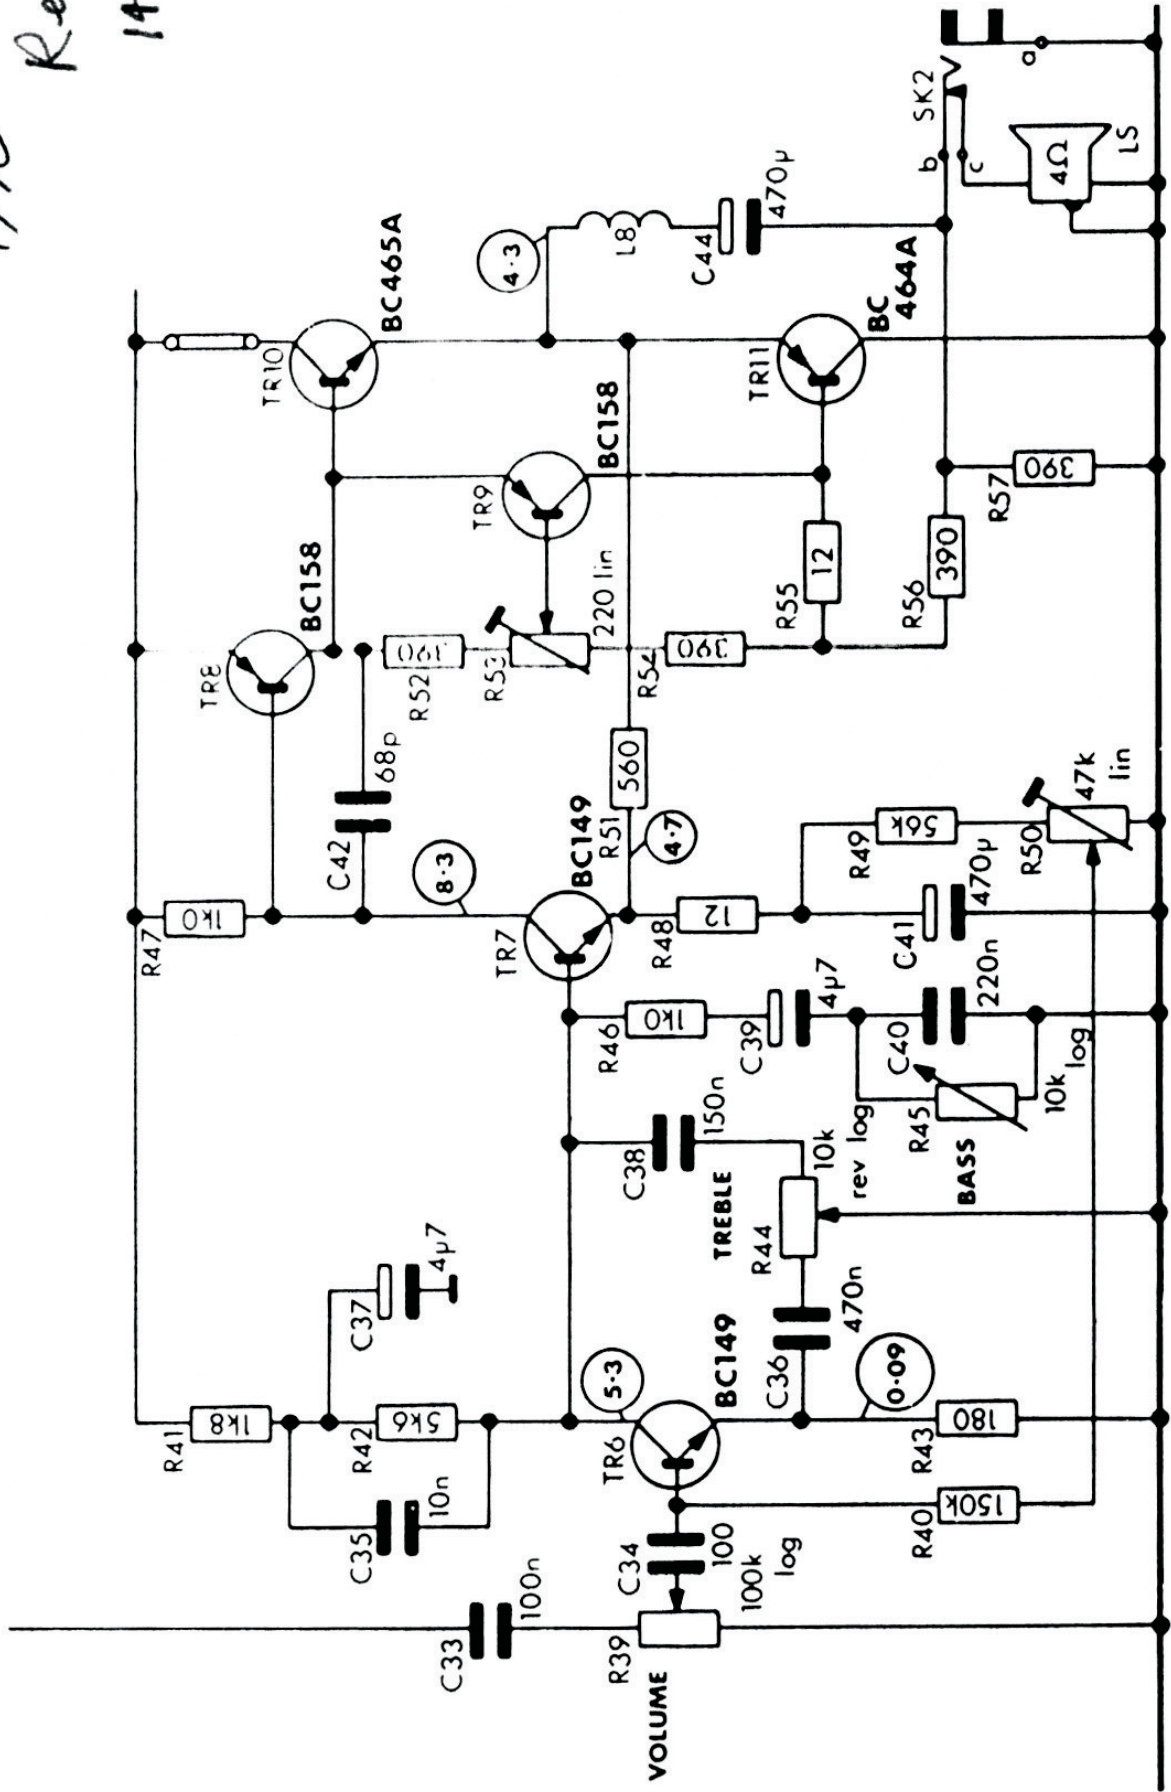 Re
14
R41
1k8
C35
10n
R42
5k6
C37
4µ7
C33
100n
VOLUME
R39
100k
log
C34
100
TR6
BC149
5·3
0·09
R40
150k
R43
180
C36
470n
TREBLE
R44
10k
rev log
C38
150n
R46
1k0
C39
4µ7
BASS
R45
10k
log
C40
220n
R47
1k0
C42
68p
8·3
TR7
BC149
R48
12
C41
470µ
R51
560
4·7
R49
56k
R50
47k
lin
TR8
BC158
R52
390
R53
220 lin
R54
390
TR9
BC158
R55
12
R56
390
R57
390
TR10
BC465A
4·3
L8
C44
470µ
TR11
BC
464A
SK2
a
b
c
4Ω
LS